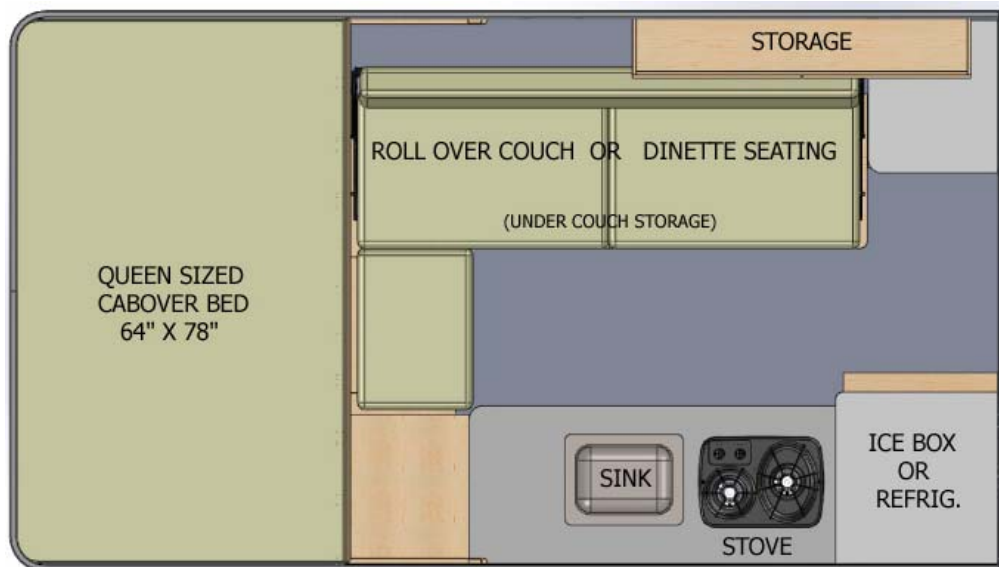 STORAGE
ROLL OVER COUCH OR DINETTE SEATING
(UNDER COUCH STORAGE)
QUEEN SIZED
CABOVER BED
64" X 78"
SINK
STOVE
ICE BOX
OR
REFRIG.